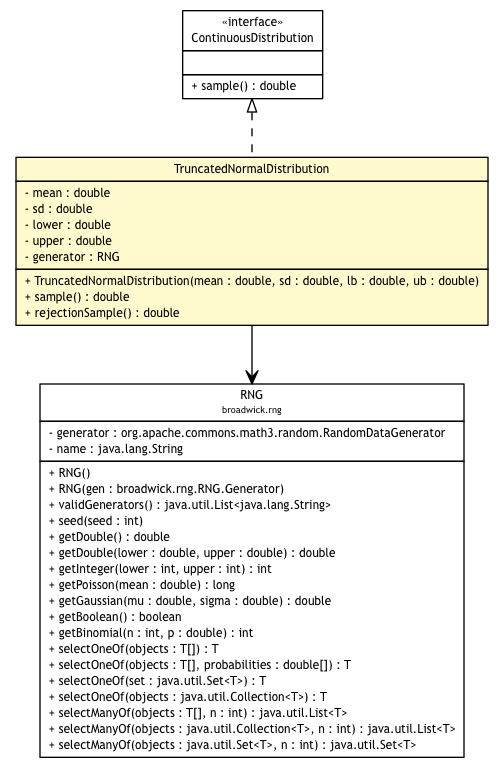 «interface»
ContinuousDistribution
+ sample() : double
TruncatedNormalDistribution
- mean : double
- sd : double
- lower : double
- upper : double
- generator : RNG
+ TruncatedNormalDistribution(mean : double, sd : double, lb : double, ub : double)
+ sample() : double
+ rejectionSample() : double
RNG
broadwick.rng
- generator : org.apache.commons.math3.random.RandomDataGenerator
- name : java.lang.String
+ RNG()
+ RNG(gen : broadwick.rng.RNG.Generator)
+ validGenerators() : java.util.List<java.lang.String>
+ seed(seed : int)
+ getDouble() : double
+ getDouble(lower : double, upper : double) : double
+ getInteger(lower : int, upper : int) : int
+ getPoisson(mean : double) : long
+ getGaussian(mu : double, sigma : double) : double
+ getBoolean() : boolean
+ getBinomial(n : int, p : double) : int
+ selectOneOf(objects : T[]) : T
+ selectOneOf(objects : T[], probabilities : double[]) : T
+ selectOneOf(set : java.util.Set<T>) : T
+ selectOneOf(objects : java.util.Collection<T>) : T
+ selectManyOf(objects : T[], n : int) : java.util.List<T>
+ selectManyOf(objects : java.util.Collection<T>, n : int) : java.util.List<T>
+ selectManyOf(objects : java.util.Set<T>, n : int) : java.util.Set<T>